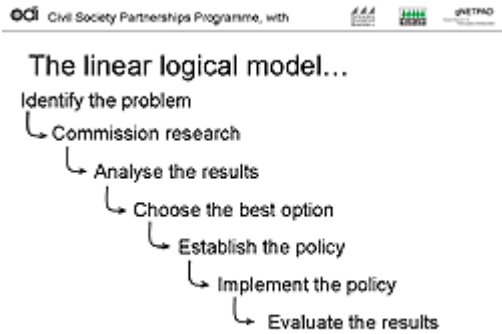 odi Civil Society Partnerships Programme, with
The linear logical model...
Identify the problem
Commission research
Analyse the results
Choose the best option
Establish the policy
Implement the policy
Evaluate the results